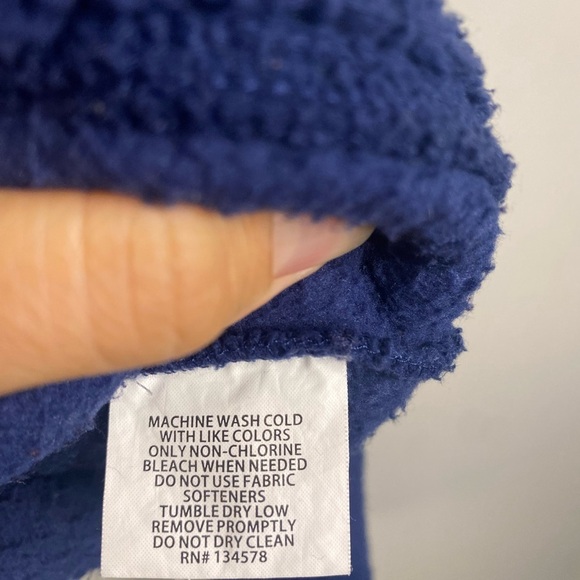 MACHINE WASH COLD
WITH LIKE COLORS
ONLY NON-CHLORINE
BLEACH WHEN NEEDED
DO NOT USE FABRIC
SOFTENERS
TUMBLE DRY LOW
REMOVE PROMPTLY
DO NOT DRY CLEAN
RN# 134578